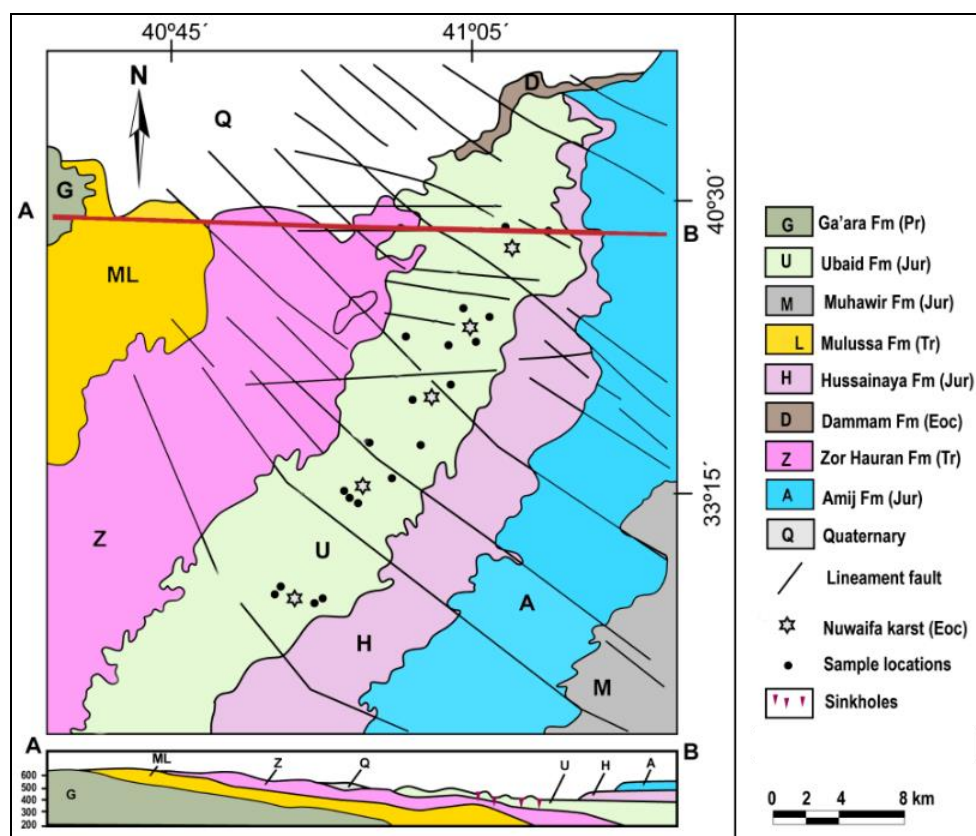 40º45´ 41º05´
N
Q
D
G
A B
40º30´
ML
33º15´
Z
U
A
H
M
A B
ML Z Q U H A
600
500
400
300
200
G
G Ga'ara Fm (Pr)
U Ubaid Fm (Jur)
M Muhawir Fm (Jur)
L Mulussa Fm (Tr)
H Hussainaya Fm (Jur)
D Dammam Fm (Eoc)
Z Zor Hauran Fm (Tr)
A Amij Fm (Jur)
Q Quaternary
Lineament fault
Nuwaifa karst (Eoc)
Sample locations
Sinkholes
0 2 4 8 km